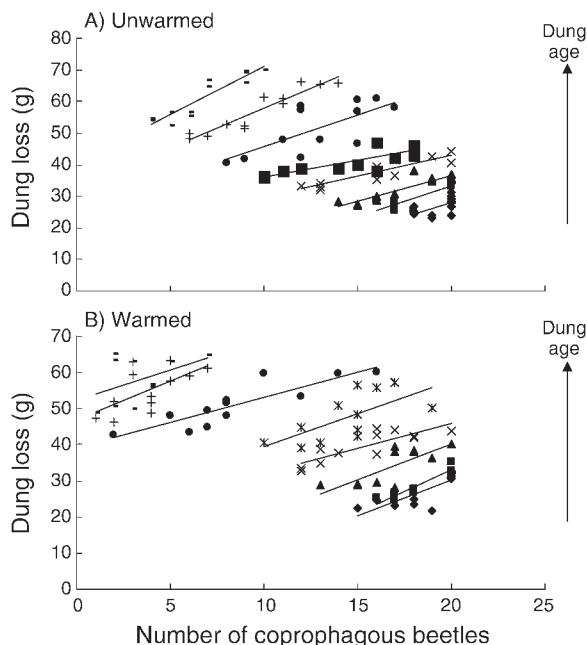 A) Unwarmed
Dung loss (g)
80
70
60
50
40
30
20
10
0
Dung
age
B) Warmed
Dung loss (g)
70
60
50
40
30
20
10
0
Dung
age
0 5 10 15 20 25
Number of coprophagous beetles